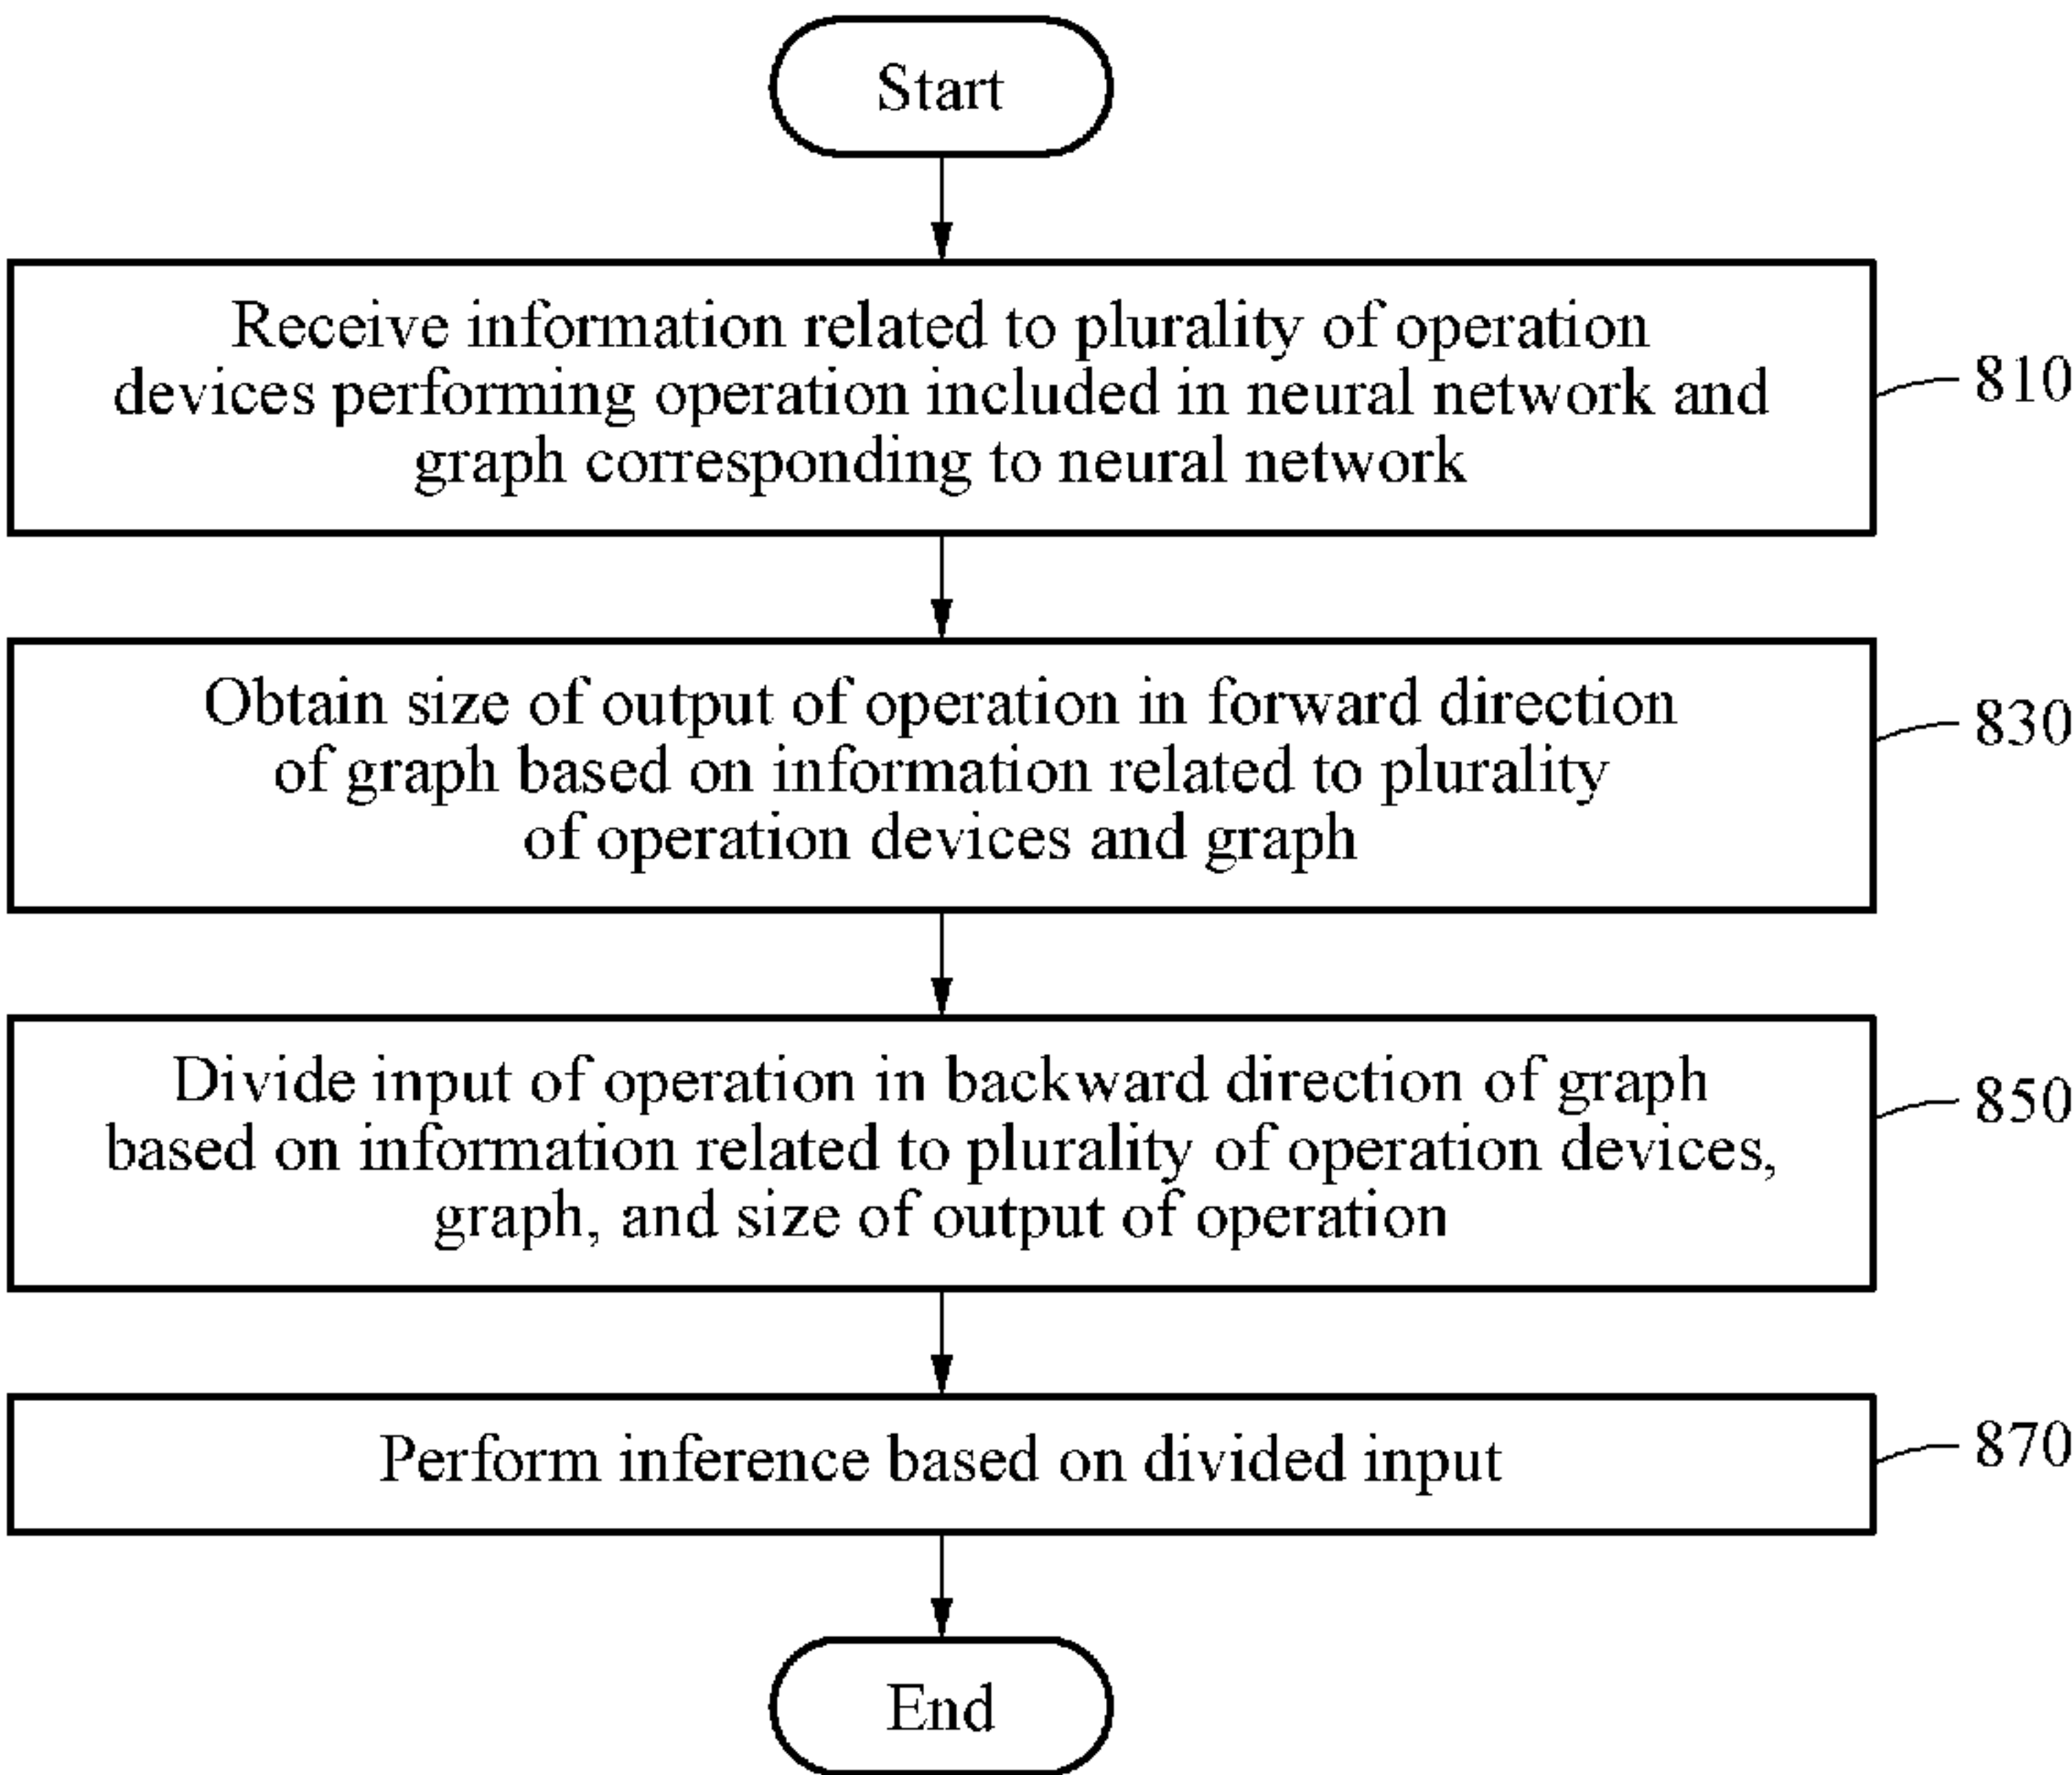 Start
Receive information related to plurality of operation
devices performing operation included in neural network and
graph corresponding to neural network
810
Obtain size of output of operation in forward direction
of graph based on information related to plurality
of operation devices and graph
830
Divide input of operation in backward direction of graph
based on information related to plurality of operation devices,
graph, and size of output of operation
850
Perform inference based on divided input
870
End